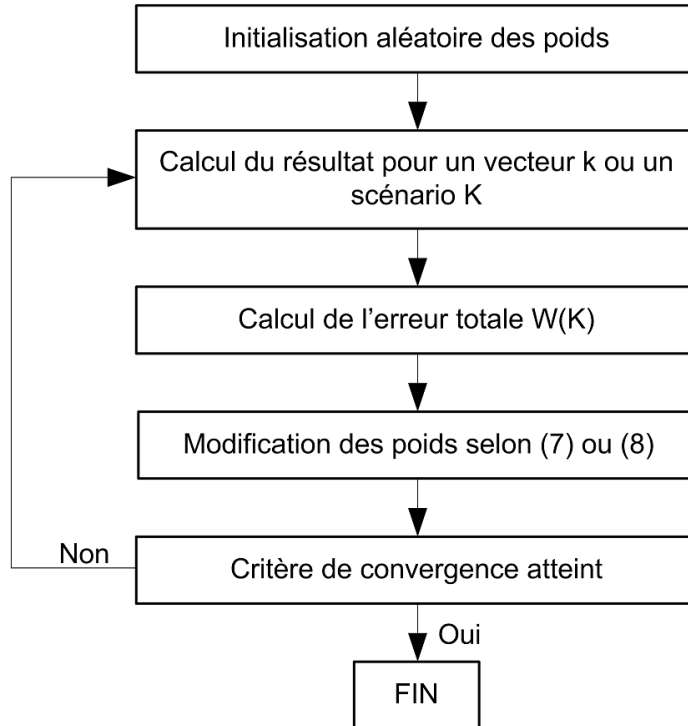 Initialisation aléatoire des poids
Calcul du résultat pour un vecteur k ou un
scénario K
Calcul de l'erreur totale W(K)
Modification des poids selon (7) ou (8)
Non
Critère de convergence atteint
Oui
FIN